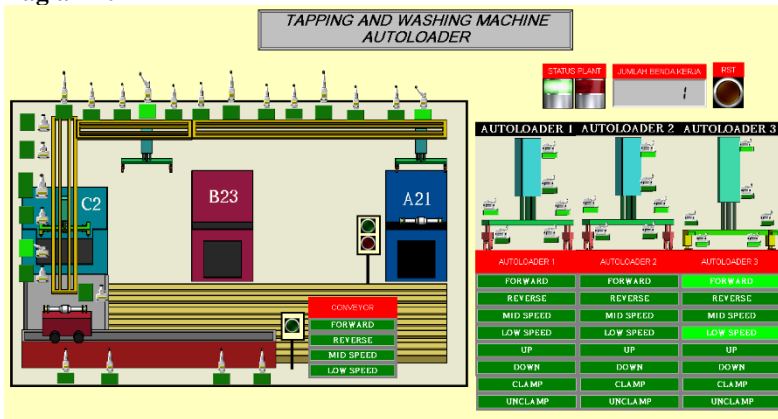 TAPPING AND WASHING MACHINE
AUTOLOADER
STATUS PLANT
JUMLAH BENDA KERJA
RST
1
AUTOLOADER 1
AUTOLOADER 2
AUTOLOADER 3
C2
B23
A21
AUTOLOADER 1
AUTOLOADER 2
AUTOLOADER 3
FORWARD
FORWARD
FORWARD
REVERSE
REVERSE
REVERSE
MID SPEED
MID SPEED
MID SPEED
LOW SPEED
LOW SPEED
LOW SPEED
UP
UP
UP
DOWN
DOWN
DOWN
CLAMP
CLAMP
CLAMP
UNCLAMP
UNCLAMP
UNCLAMP
CONVEYOR
FORWARD
REVERSE
MID SPEED
LOW SPEED